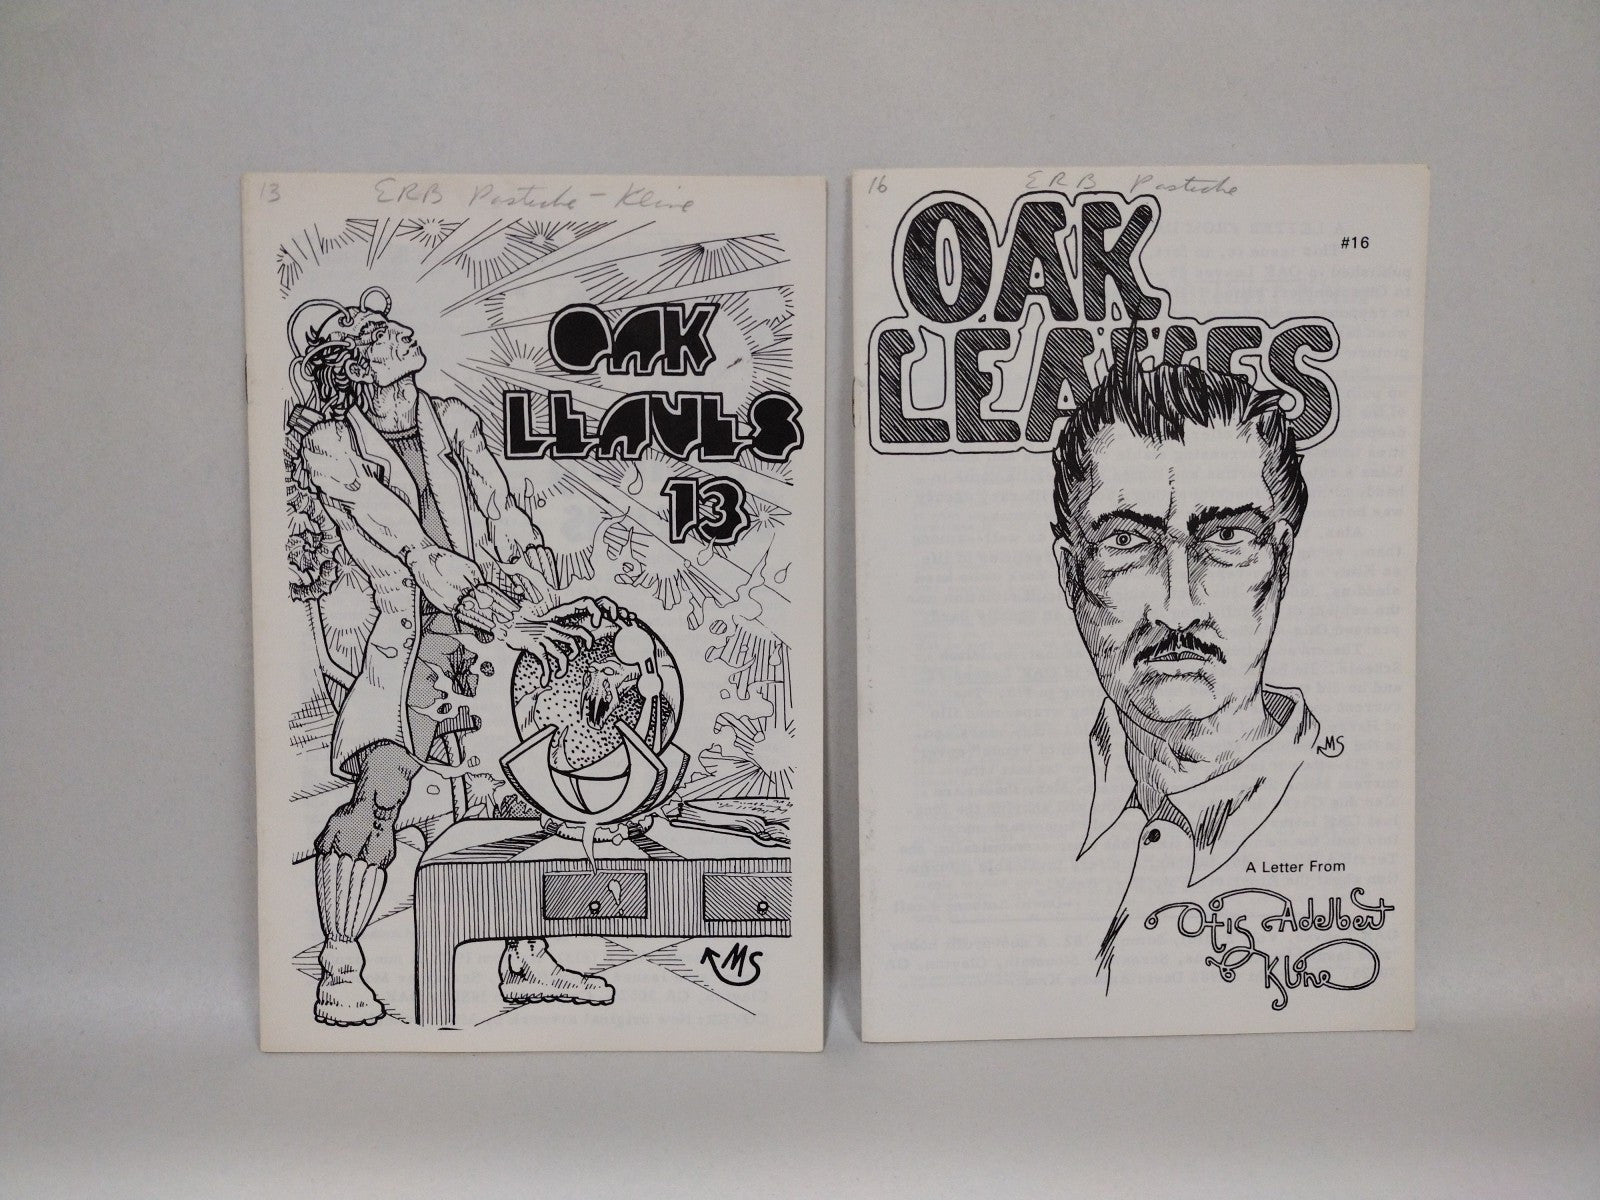 13 ERB Pastiche - Kline
OAK
LEAVES
13
MS
16 ERB Pastiche
OAK
#16
LEAVES
MS
A Letter From
Otis Adelbert
Kline